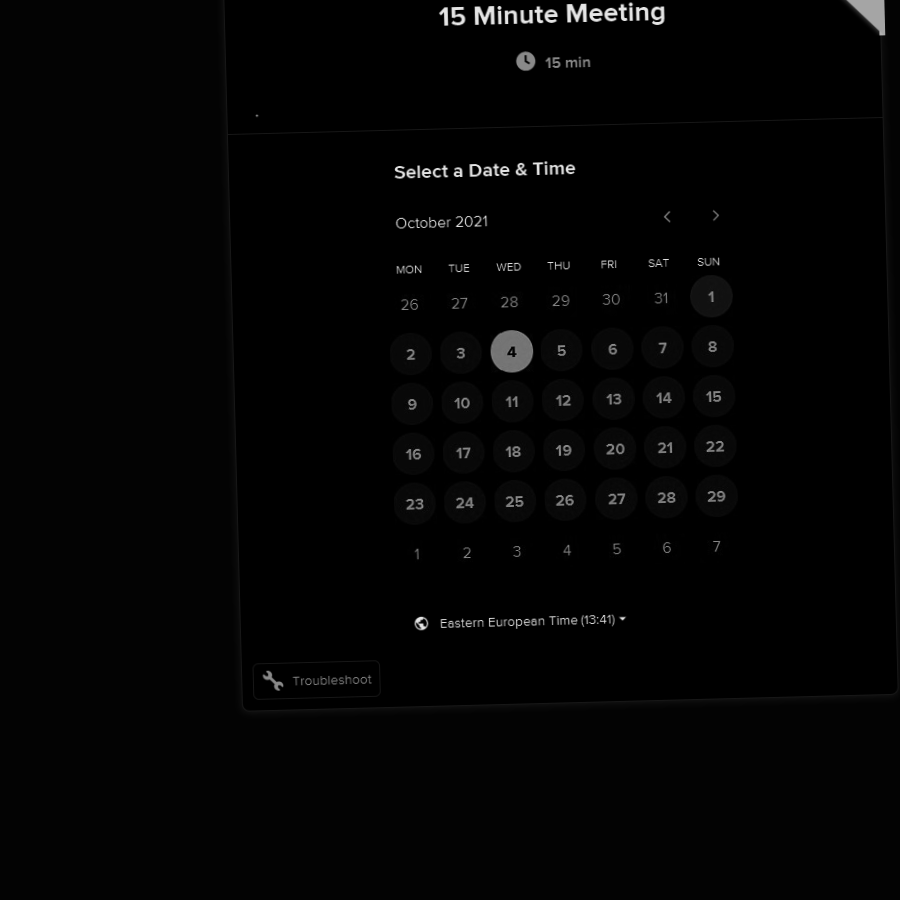 15 Minute Meeting
15 min
Select a Date & Time
October 2021
MON TUE WED THU FRI SAT SUN
26 27 28 29 30 31 1
2 3 4 5 6 7 8
9 10 11 12 13 14 15
16 17 18 19 20 21 22
23 24 25 26 27 28 29
1 2 3 4 5 6 7
Eastern European Time (13:41)
Troubleshoot